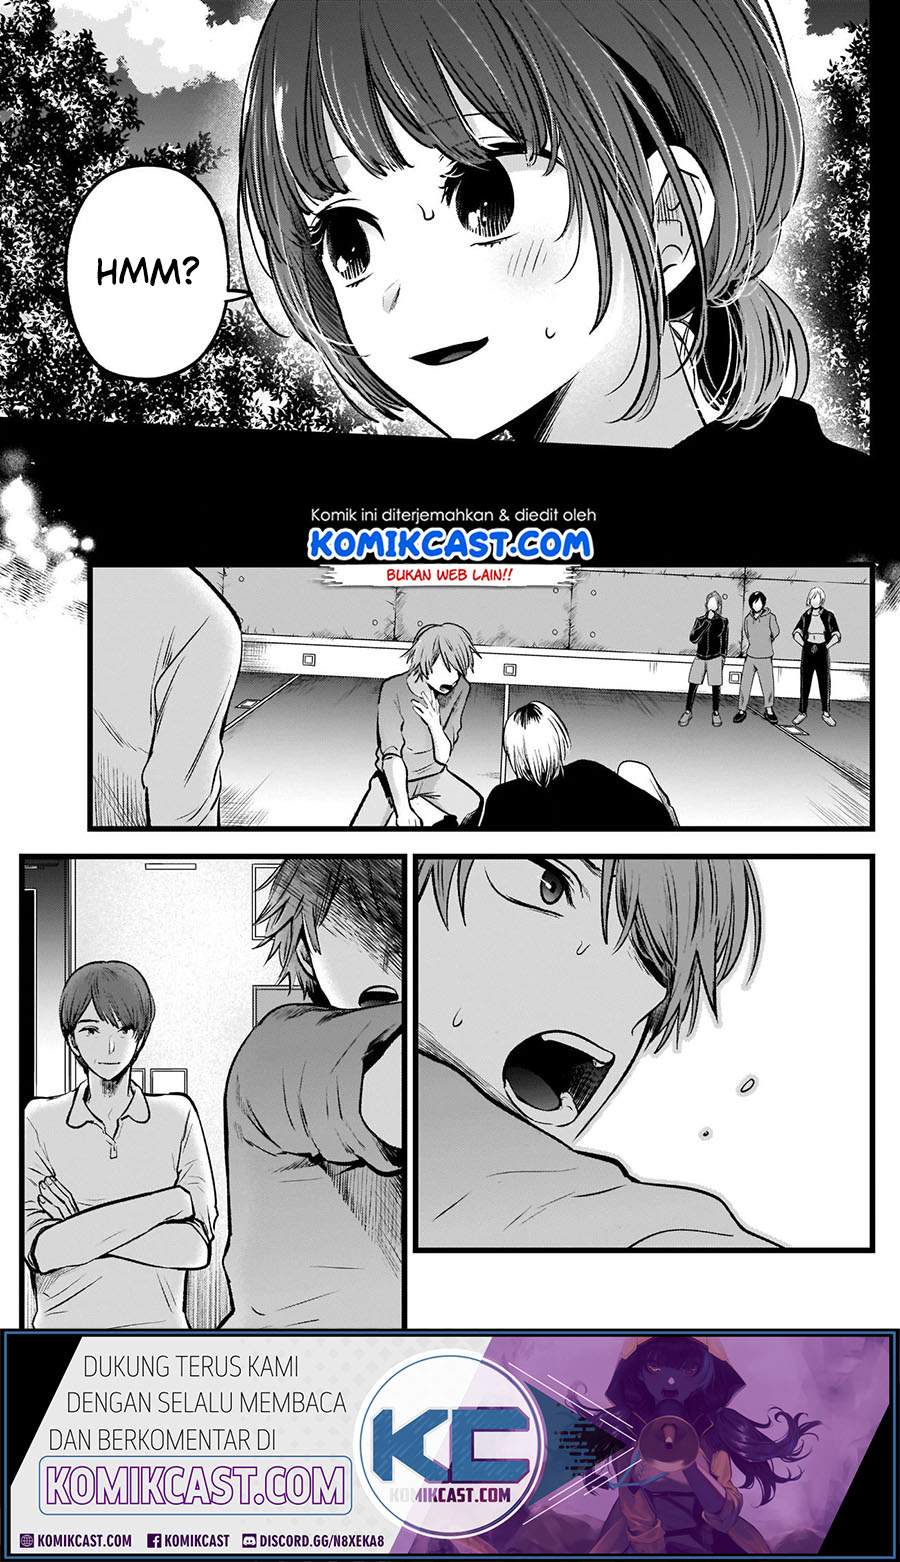 HMM?
Komik ini diterjemahkan & diedit oleh
KOMIKCAST.COM
BUKAN WEB LAIN!!
DUKUNG TERUS KAMI
DENGAN SELALU MEMBACA
DAN BERKOMENTAR DI
KOMIKCAST.COM
KC
KOMIKCAST.COM
KOMIKCAST.COM KOMIKCAST DISCORD.GG/N8XEKA8